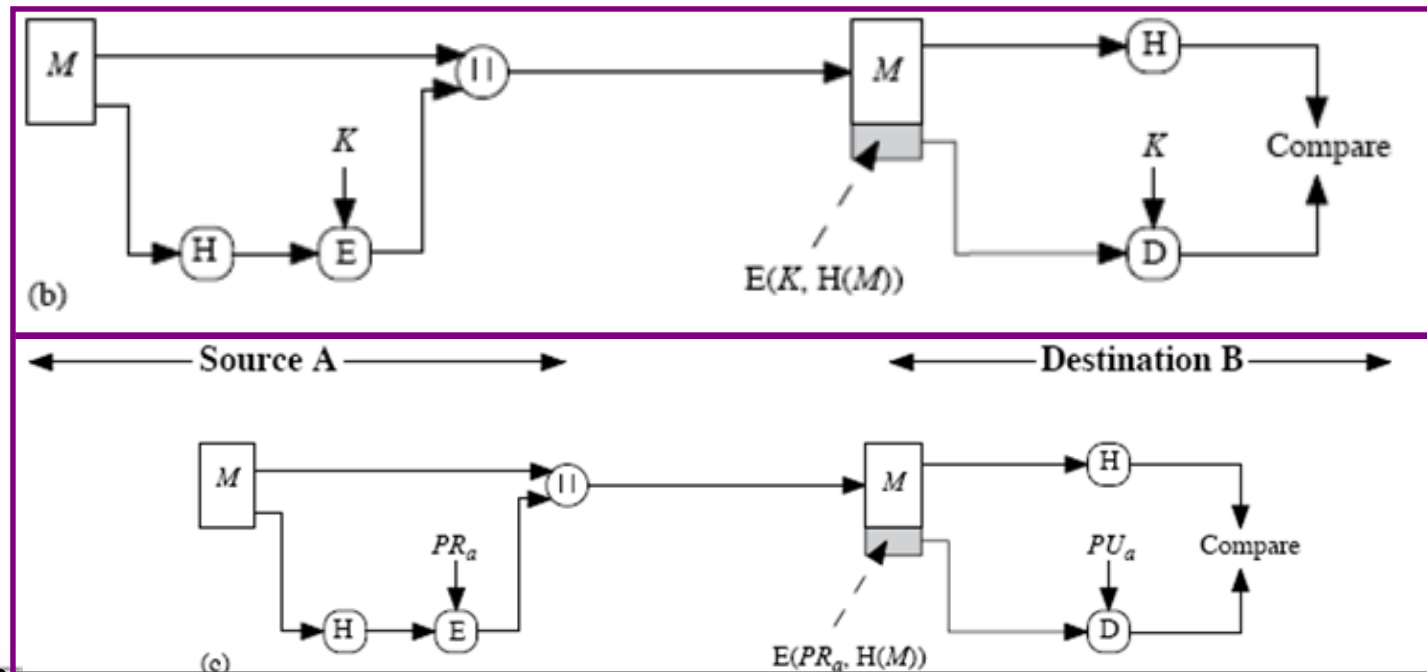 M
||
M
H
K
K
Compare
H
E
D
E(K, H(M))
(b)
Source A
Destination B
M
||
M
H
PRa
PUa
Compare
H
E
D
(c)
E(PRa, H(M))